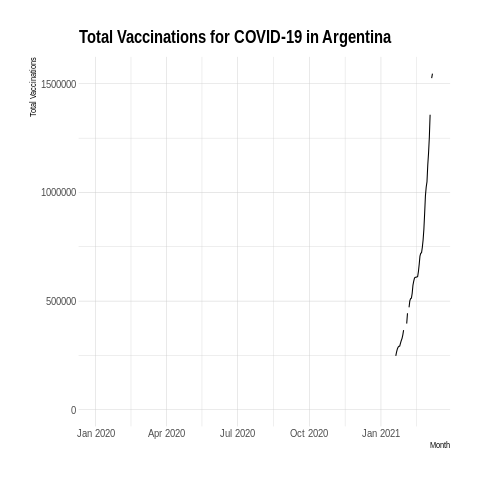 Total Vaccinations for COVID-19 in Argentina
Total Vaccinations
1500000
1000000
500000
0
Jan 2020 Apr 2020 Jul 2020 Oct 2020 Jan 2021
Month